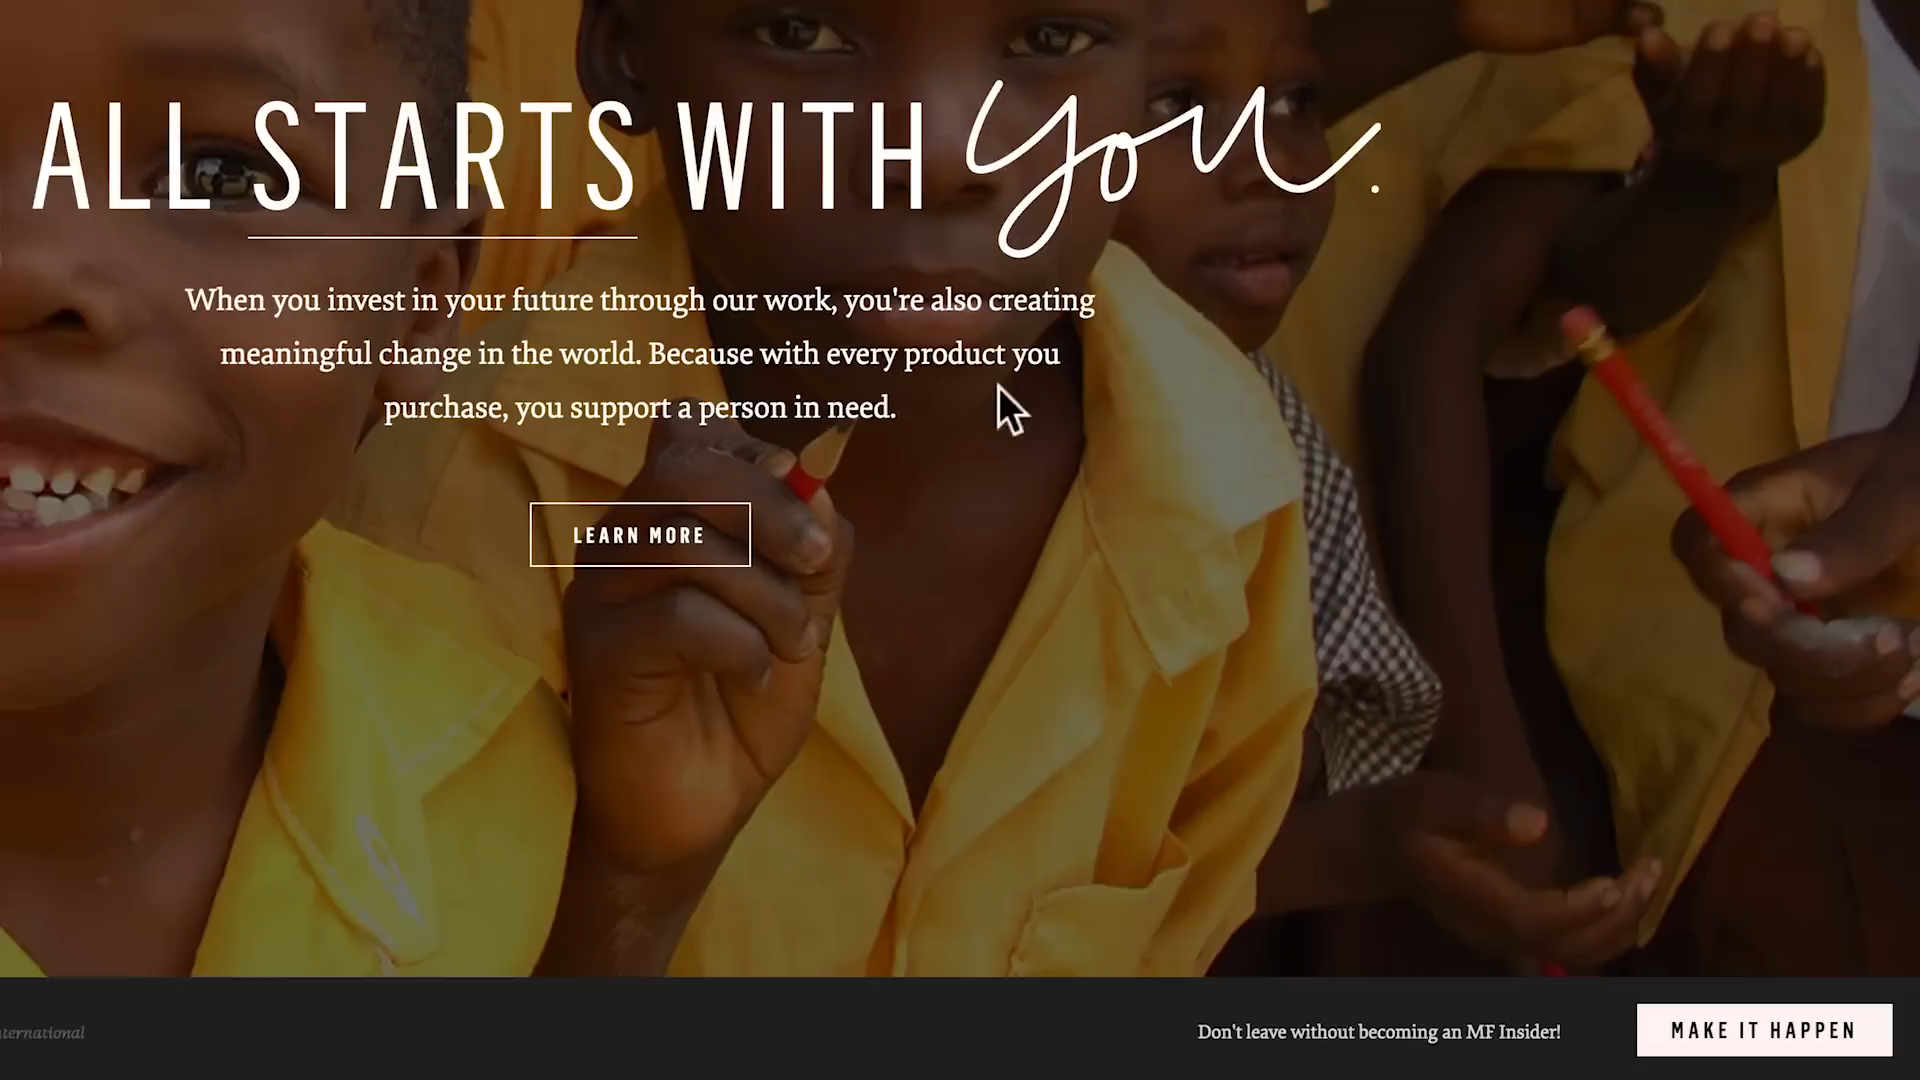 ALL STARTS WITH you.
When you invest in your future through our work, you're also creating
meaningful change in the world. Because with every product you
purchase, you support a person in need.
LEARN MORE
Don't leave without becoming an MF Insider!
MAKE IT HAPPEN